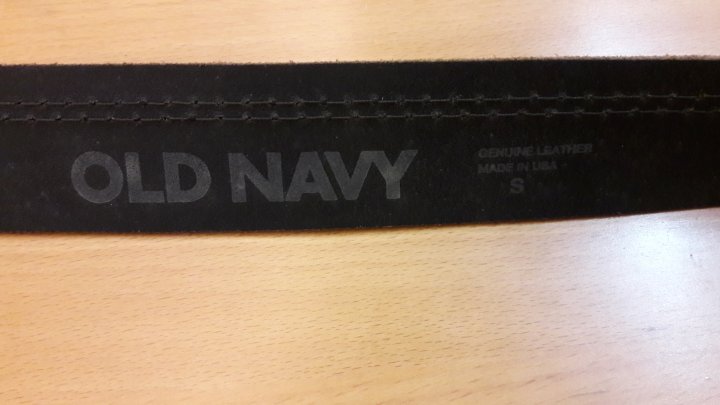 OLD NAVY
GENUINE LEATHER
MADE IN USA
S